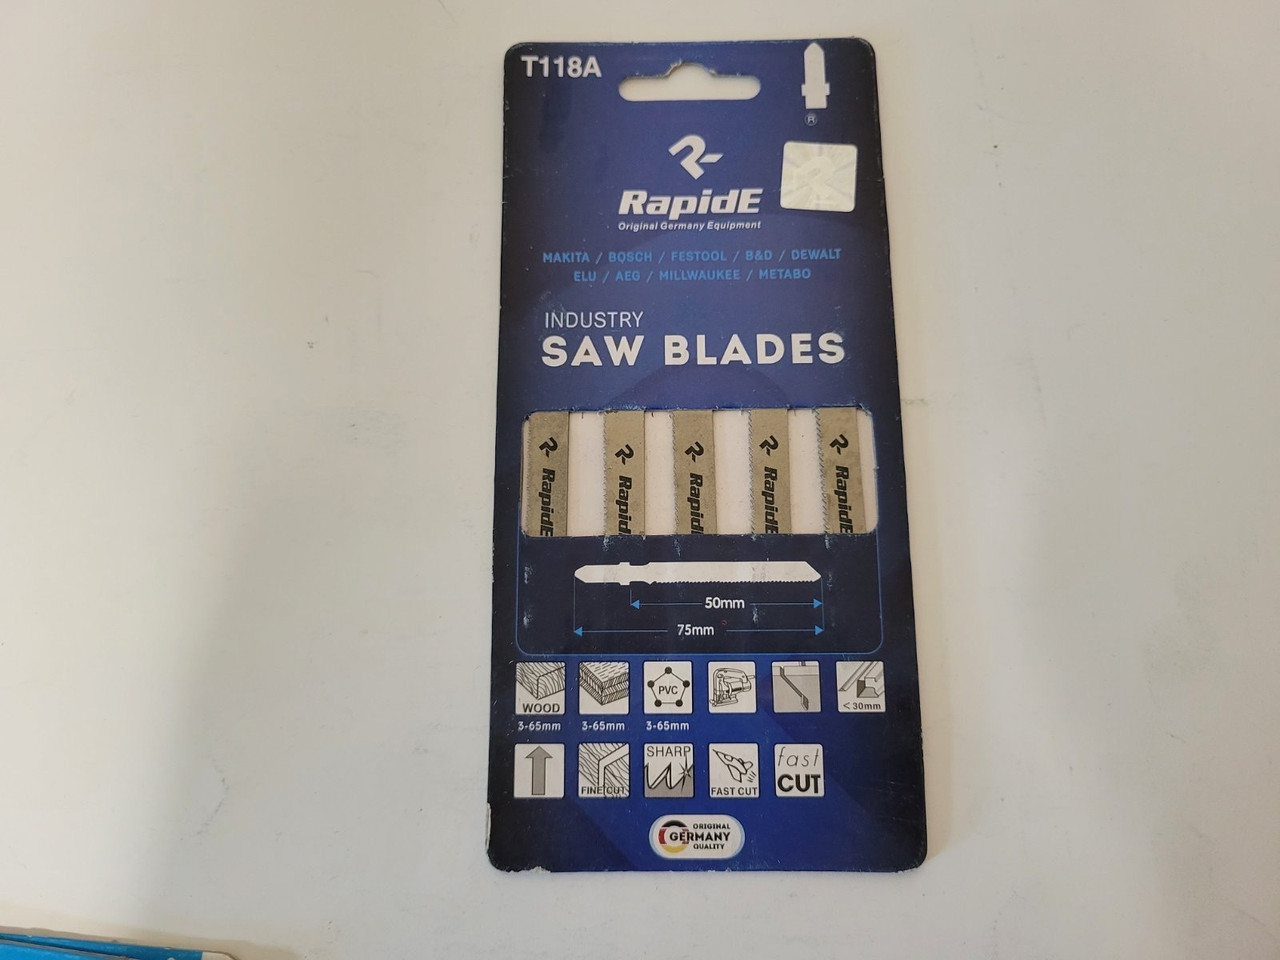 T118A
®
RapidE
Original Germany Equipment
MAKITA / BOSCH / FESTOOL / B&D / DEWALT
ELU / AEG / MILLWAUKEE / METABO
INDUSTRY
SAW BLADES
RapidE
Rapid
Rapid
RapidE
RapidE
50mm
75mm
WOOD
PVC
< 30mm
3-65mm
3-65mm
3-65mm
FINE CUT
SHARP
FAST CUT
fast
CUT
ORIGINAL
GERMANY
QUALITY